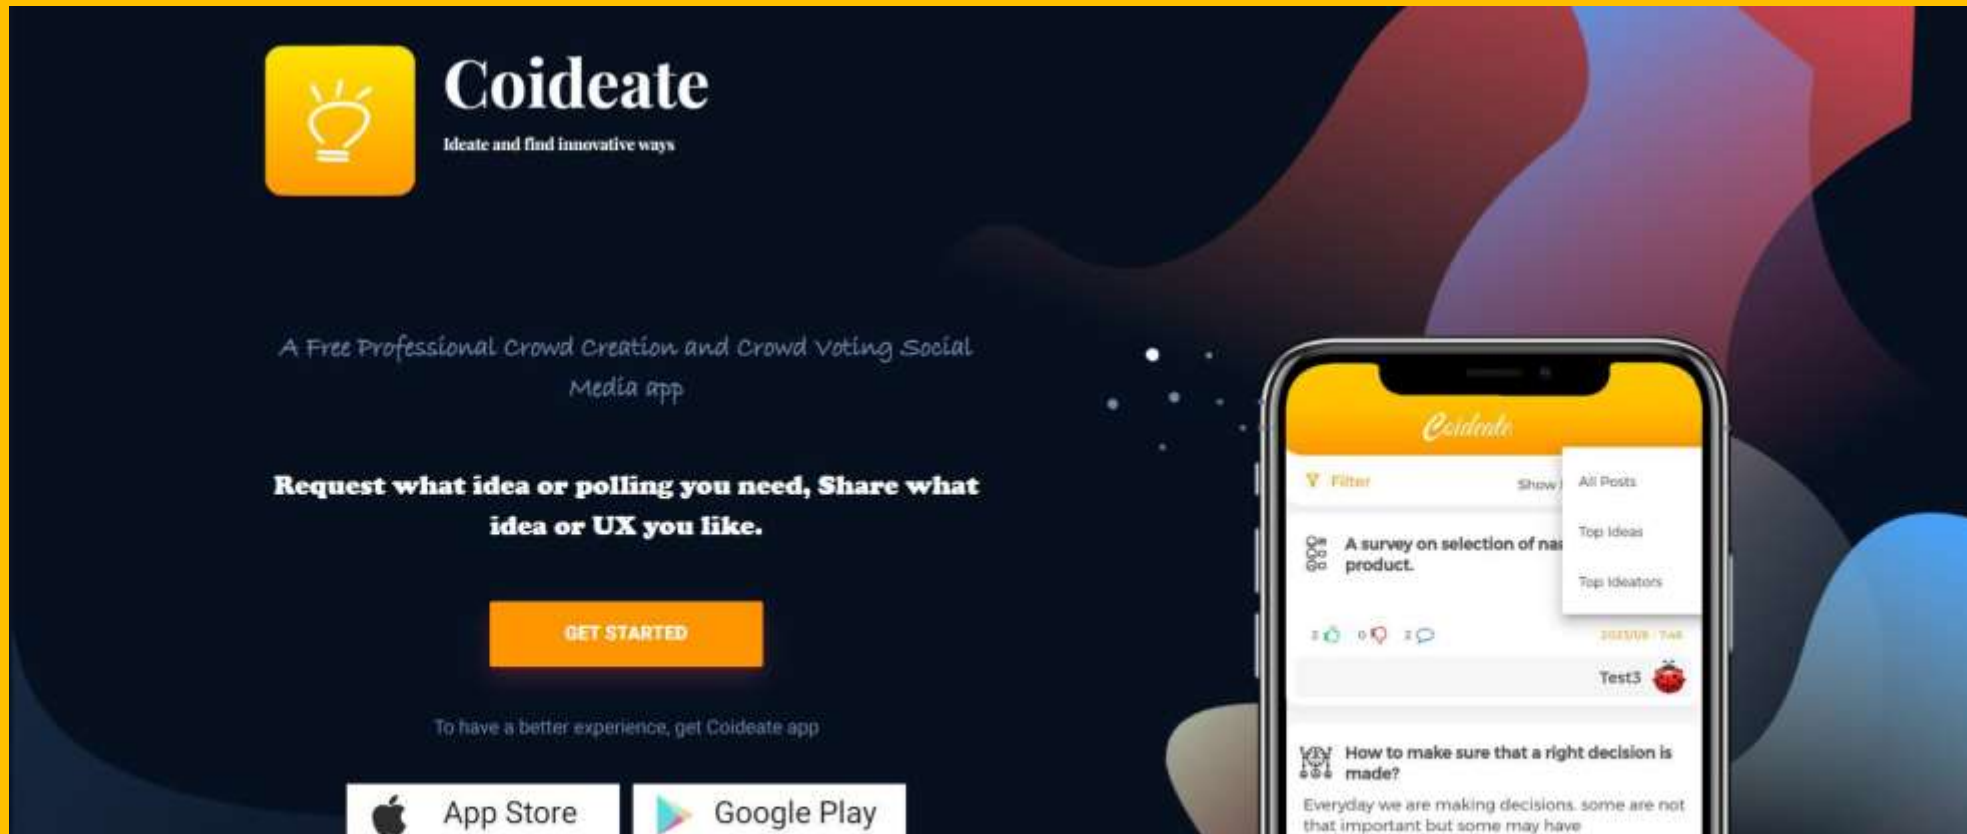 Coideate
Ideate and find innovative ways
A Free Professional Crowd Creation and Crowd Voting Social
Media app
Request what idea or polling you need, Share what
idea or UX you like.
GET STARTED
To have a better experience, get Coideate app
App Store
Google Play
Coideate
Filter
Show
All Posts
Top Ideas
Top Ideators
A survey on selection of
product.
2 0 2
Test3
How to make sure that a right decision is
made?
Everyday we are making decisions. some are not
that important but some may have